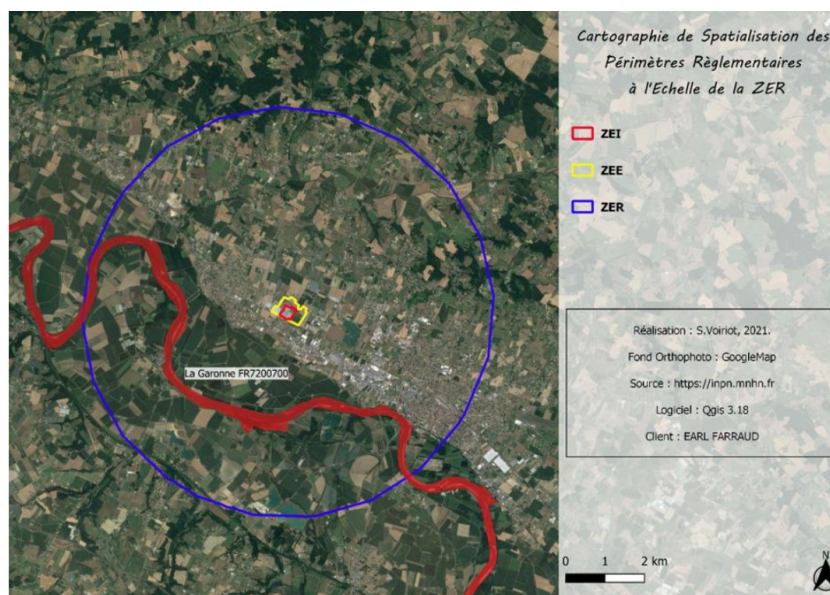 Cartographie de Spatialisation des
Périmètres Règlementaires
à l'Echelle de la ZER
ZEI
ZEE
ZER
La Garonne FR7200700
Réalisation : S.Voiriot, 2021.
Fond Orthophoto : GoogleMap
Source : https://inpn.mnhn.fr
Logiciel : Qgis 3.18
Client : EARL FARRAUD
0 1 2 km
N